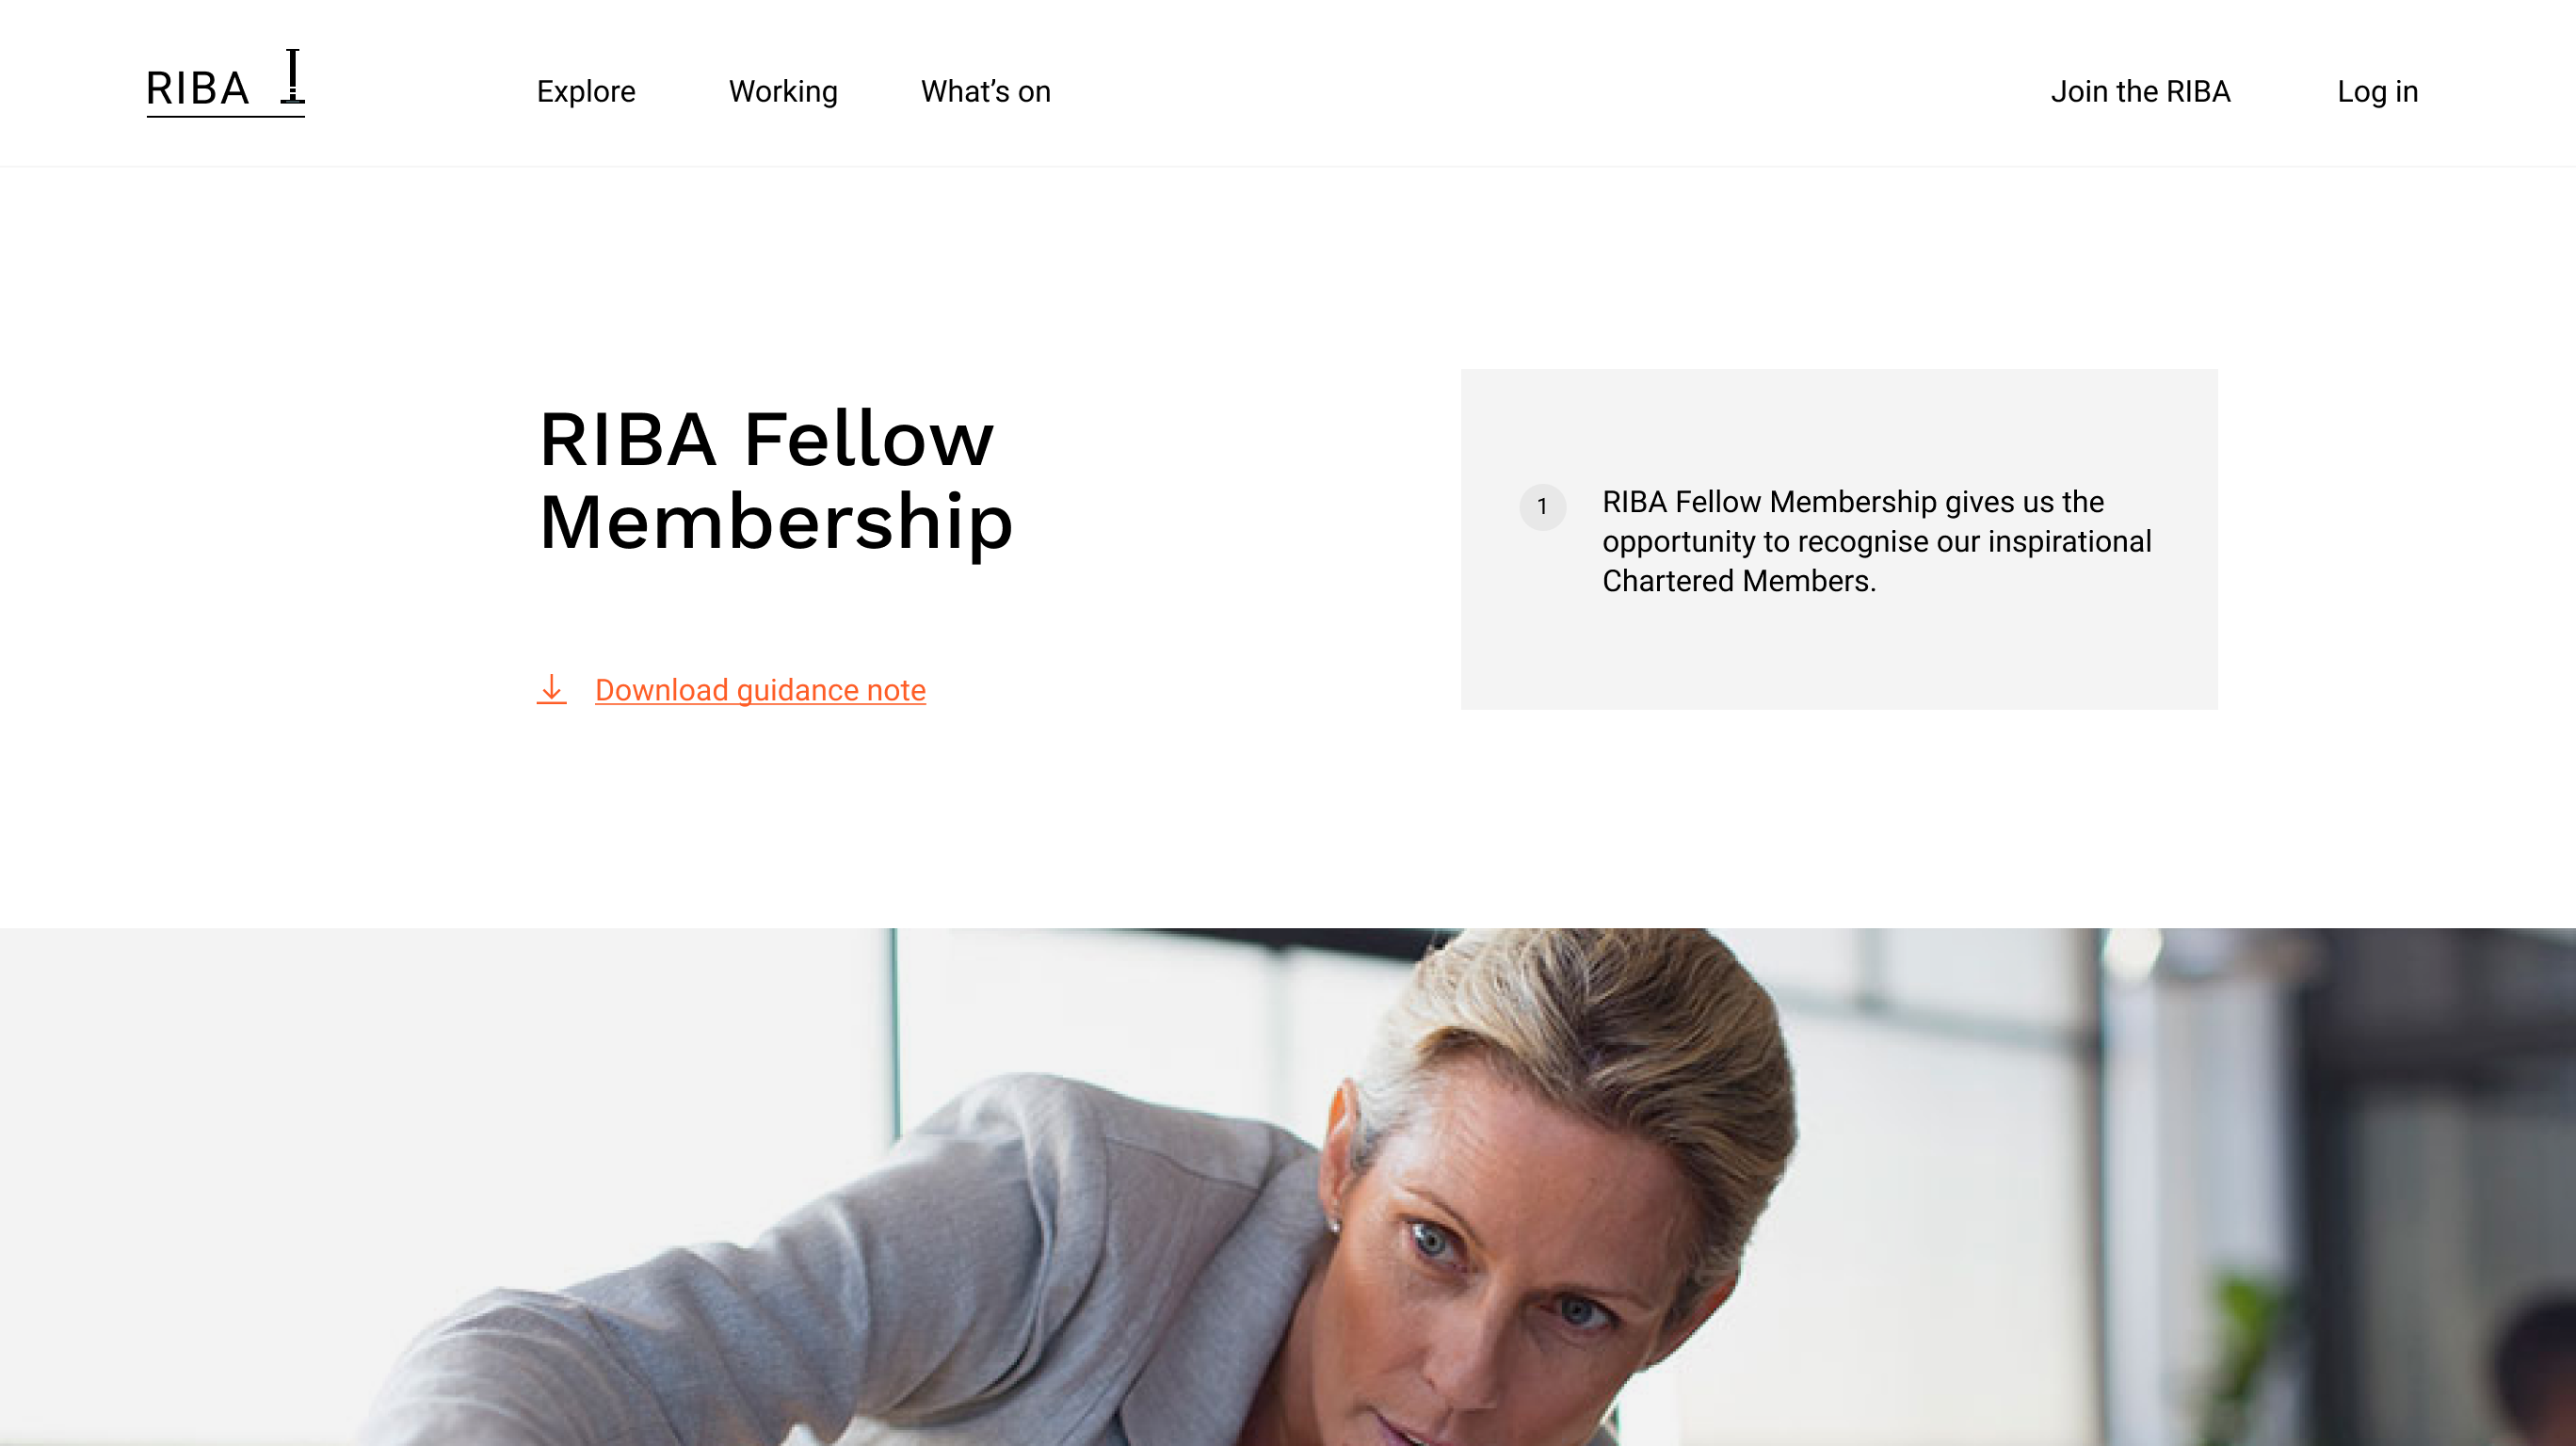 RIBA
Explore
Working
What’s on
Join the RIBA
Log in
RIBA Fellow
Membership
Download guidance note
1
RIBA Fellow Membership gives us the
opportunity to recognise our inspirational
Chartered Members.